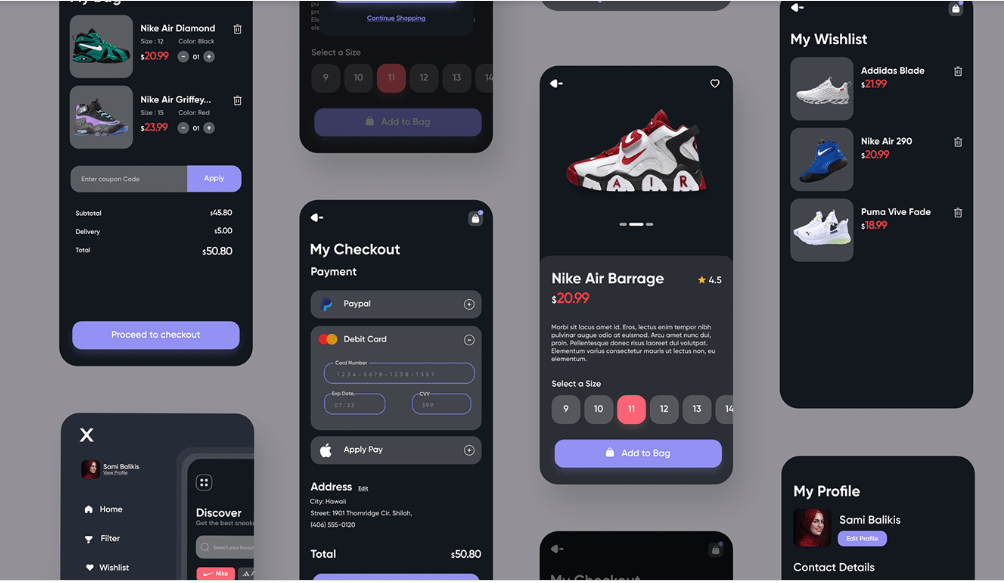 My Bag
Nike Air Diamond
Size : 12 Color: Black
$20.99 - 01 +
Nike Air Griffey...
Size : 15 Color: Red
$23.99 - 01 +
Enter coupon Code Apply
Subtotal $45.80
Delivery $5.00
Total $50.80
Proceed to checkout
X
Sami Balikis
View Profile
Home
Filter
Wishlist
Discover
Get the best sneak
Search your favour
Nike
Continue Shopping
Select a Size
9 10 11 12 13 14
Add to Bag
My Checkout
Payment
Paypal
Debit Card
Card Number
1234-5678-1238-1357
Exp Date. CVV
07/23 399
Apply Pay
Address Edit
City: Hawaii
Street: 1901 Thornridge Cir. Shiloh,
(406) 555-0120
Total $50.80
AIR
Nike Air Barrage 4.5
$20.99
Morbi sit lacus amet id. Eros, lectus enim tempor nibh
pulvinar augue odio at euismod. Arcu amet nunc dui,
proin. Pellentesque donec risus laoreet dui volutpat.
Elementum varius consectetur mauris ut lectus non, eu
elementum.
Select a Size
9 10 11 12 13 14
Add to Bag
My Checkout
My Wishlist
Addidas Blade
$21.99
Nike Air 290
$20.99
Puma Vive Fade
$18.99
My Profile
Sami Balikis
Edit Profile
Contact Details